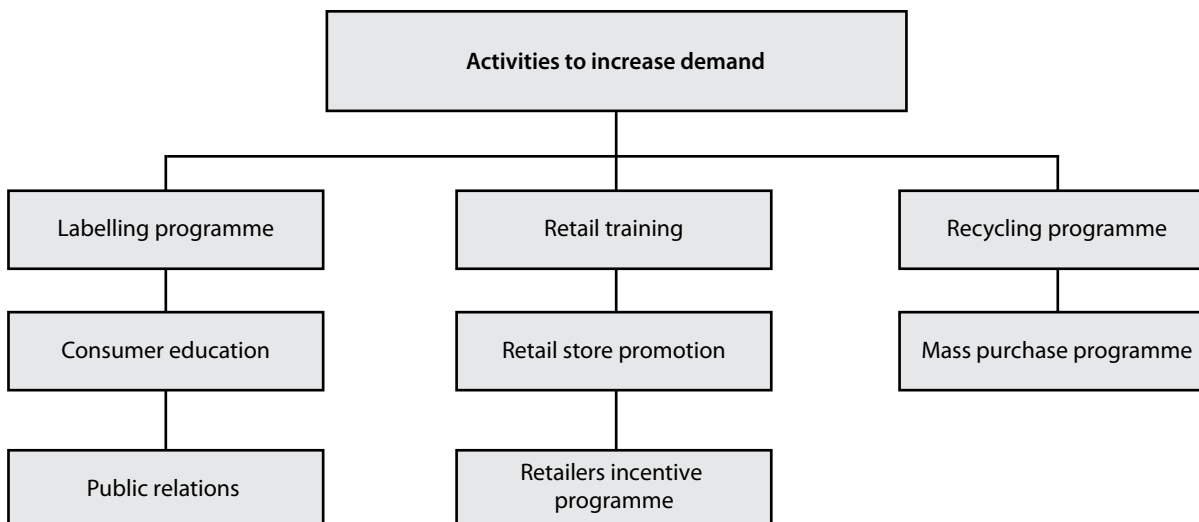 Activities to increase demand
Labelling programme
Retail training
Recycling programme
Consumer education
Retail store promotion
Mass purchase programme
Public relations
Retailers incentive
programme